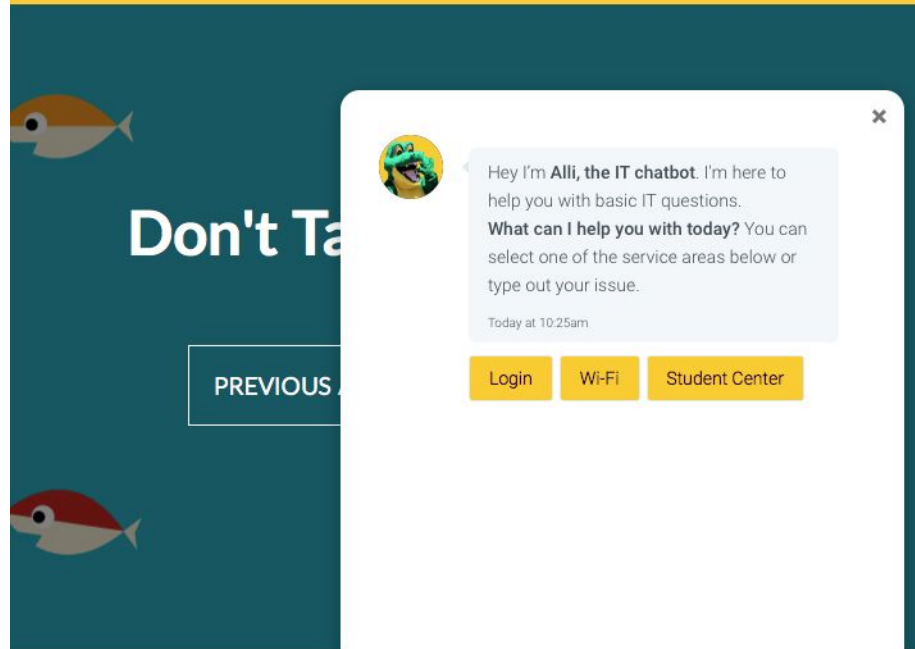 Don't Ta
PREVIOUS
Hey I'm Alli, the IT chatbot. I'm here to
help you with basic IT questions.
What can I help you with today? You can
select one of the service areas below or
type out your issue.
Today at 10:25am
Login
Wi-Fi
Student Center